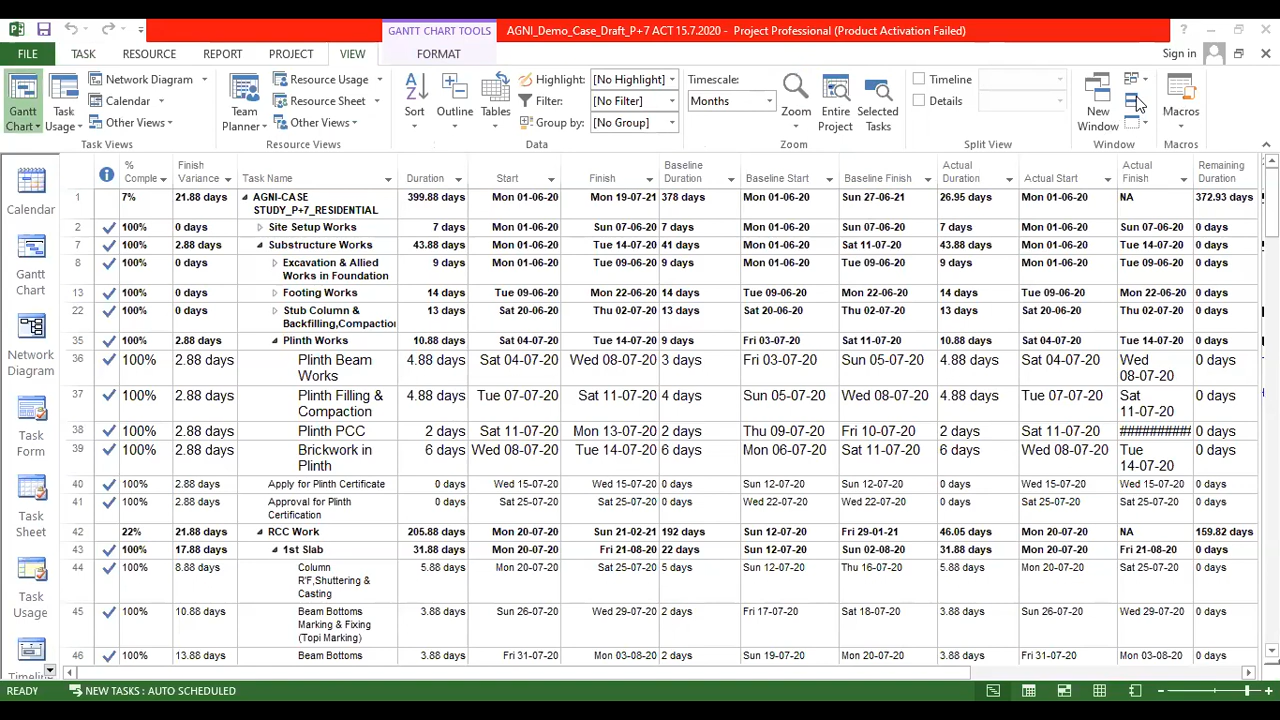 GANTT CHART TOOLS
AGNI_Demo_Case_Draft_P+7 ACT 15.7.2020 - Project Professional (Product Activation Failed)
FILE TASK RESOURCE REPORT PROJECT VIEW FORMAT Sign in
Gantt Chart
Task Usage
Network Diagram
Calendar
Other Views
Task Views
Team Planner
Resource Usage
Resource Sheet
Other Views
Resource Views
Sort
Outline
Tables
Highlight: [No Highlight]
Filter: [No Filter]
Group by: [No Group]
Data
Timescale:
Months
Zoom
Entire Project
Selected Tasks
Zoom
Timeline
Details
Split View
New Window
Window
Macros
Macros
Calendar
Gantt Chart
Network Diagram
Task Form
Task Sheet
Task Usage
Timeline
% Comple Finish Variance Task Name Duration Start Finish Baseline Duration Baseline Start Baseline Finish Actual Duration Actual Start Actual Finish Remaining Duration
1 7% 21.88 days AGNI-CASE STUDY_P+7_RESIDENTIAL 399.88 days Mon 01-06-20 Mon 19-07-21 378 days Mon 01-06-20 Sun 27-06-21 26.95 days Mon 01-06-20 NA 372.93 days
2 100% 0 days Site Setup Works 7 days Mon 01-06-20 Sun 07-06-20 7 days Mon 01-06-20 Sun 07-06-20 7 days Mon 01-06-20 Sun 07-06-20 0 days
7 100% 2.88 days Substructure Works 43.88 days Mon 01-06-20 Tue 14-07-20 41 days Mon 01-06-20 Sat 11-07-20 43.88 days Mon 01-06-20 Tue 14-07-20 0 days
8 100% 0 days Excavation & Allied Works in Foundation 9 days Mon 01-06-20 Tue 09-06-20 9 days Mon 01-06-20 Tue 09-06-20 9 days Mon 01-06-20 Tue 09-06-20 0 days
13 100% 0 days Footing Works 14 days Tue 09-06-20 Mon 22-06-20 14 days Tue 09-06-20 Mon 22-06-20 14 days Tue 09-06-20 Mon 22-06-20 0 days
22 100% 0 days Stub Column & Backfilling,Compaction 13 days Sat 20-06-20 Thu 02-07-20 13 days Sat 20-06-20 Thu 02-07-20 13 days Sat 20-06-20 Thu 02-07-20 0 days
35 100% 2.88 days Plinth Works 10.88 days Sat 04-07-20 Tue 14-07-20 9 days Fri 03-07-20 Sat 11-07-20 10.88 days Sat 04-07-20 Tue 14-07-20 0 days
36 100% 2.88 days Plinth Beam Works 4.88 days Sat 04-07-20 Wed 08-07-20 3 days Fri 03-07-20 Sun 05-07-20 4.88 days Sat 04-07-20 Wed 08-07-20 0 days
37 100% 2.88 days Plinth Filling & Compaction 4.88 days Tue 07-07-20 Sat 11-07-20 4 days Sun 05-07-20 Wed 08-07-20 4.88 days Tue 07-07-20 Sat 11-07-20 0 days
38 100% 2.88 days Plinth PCC 2 days Sat 11-07-20 Mon 13-07-20 2 days Thu 09-07-20 Fri 10-07-20 2 days Sat 11-07-20 ########## 0 days
39 100% 2.88 days Brickwork in Plinth 6 days Wed 08-07-20 Tue 14-07-20 6 days Mon 06-07-20 Sat 11-07-20 6 days Wed 08-07-20 Tue 14-07-20 0 days
40 100% 2.88 days Apply for Plinth Certificate 0 days Wed 15-07-20 Wed 15-07-20 0 days Sun 12-07-20 Sun 12-07-20 0 days Wed 15-07-20 Wed 15-07-20 0 days
41 100% 2.88 days Approval for Plinth Certification 0 days Sat 25-07-20 Sat 25-07-20 0 days Wed 22-07-20 Wed 22-07-20 0 days Sat 25-07-20 Sat 25-07-20 0 days
42 22% 21.88 days RCC Work 205.88 days Mon 20-07-20 Sun 21-02-21 192 days Sun 12-07-20 Fri 29-01-21 46.05 days Mon 20-07-20 NA 159.82 days
43 100% 17.88 days 1st Slab 31.88 days Mon 20-07-20 Fri 21-08-20 22 days Sun 12-07-20 Sun 02-08-20 31.88 days Mon 20-07-20 Fri 21-08-20 0 days
44 100% 8.88 days Column R'F,Shuttering & Casting 5.88 days Mon 20-07-20 Sat 25-07-20 5 days Sun 12-07-20 Thu 16-07-20 5.88 days Mon 20-07-20 Sat 25-07-20 0 days
45 100% 10.88 days Beam Bottoms Marking & Fixing (Topi Marking) 3.88 days Sun 26-07-20 Wed 29-07-20 2 days Fri 17-07-20 Sat 18-07-20 3.88 days Sun 26-07-20 Wed 29-07-20 0 days
46 100% 13.88 days Beam Bottoms 3.88 days Fri 31-07-20 Mon 03-08-20 2 days Sun 19-07-20 Mon 20-07-20 3.88 days Fri 31-07-20 Mon 03-08-20 0 days
READY NEW TASKS : AUTO SCHEDULED